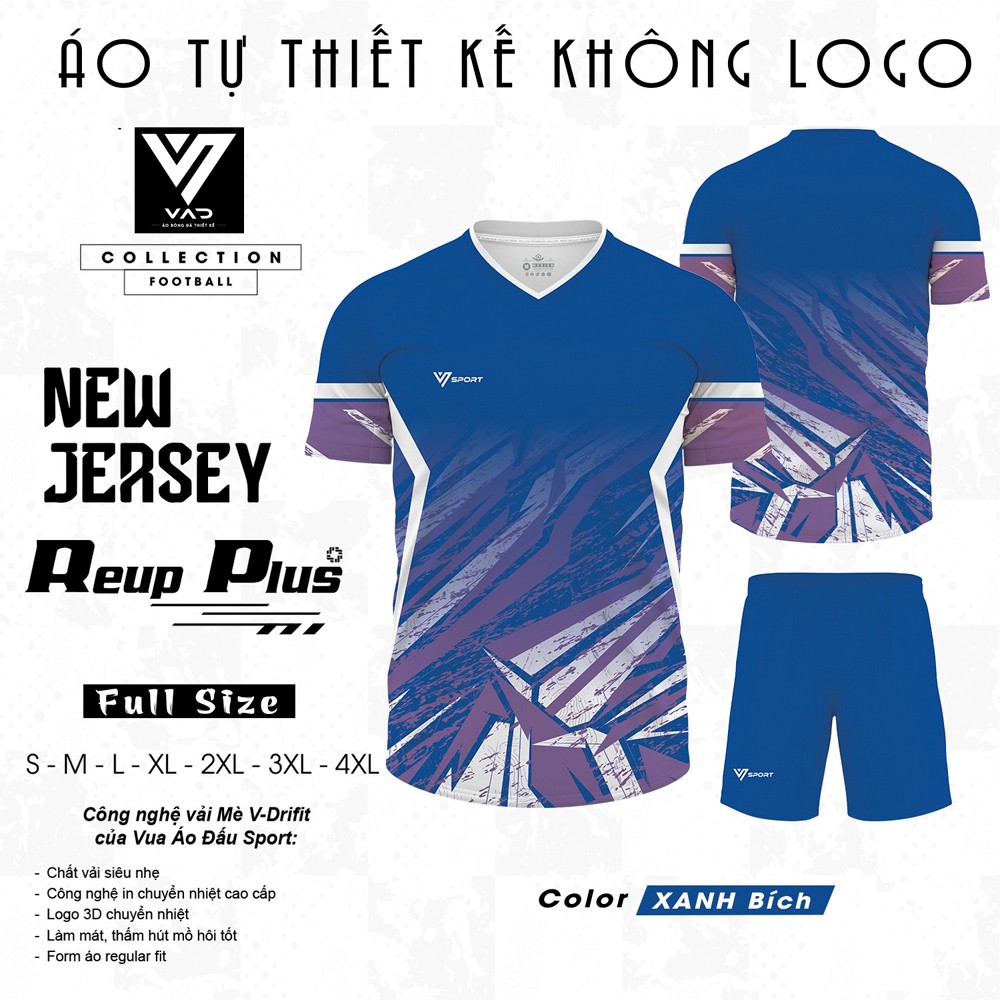 ÁO TỰ THIẾT KẾ KHÔNG LOGO
VAD
ÁO BÓNG ĐÁ THIẾT KẾ
COLLECTION
FOOTBALL
NEW
JERSEY
Reup Plus
Full Size
S - M - L - XL - 2XL - 3XL - 4XL
Công nghệ vải Mè V-Drifit
của Vua Áo Đấu Sport:
- Chất vải siêu nhẹ
- Công nghệ in chuyển nhiệt cao cấp
- Logo 3D chuyển nhiệt
- Làm mát, thấm hút mồ hôi tốt
- Form áo regular fit
SPORT
SPORT
Color XANH Bích